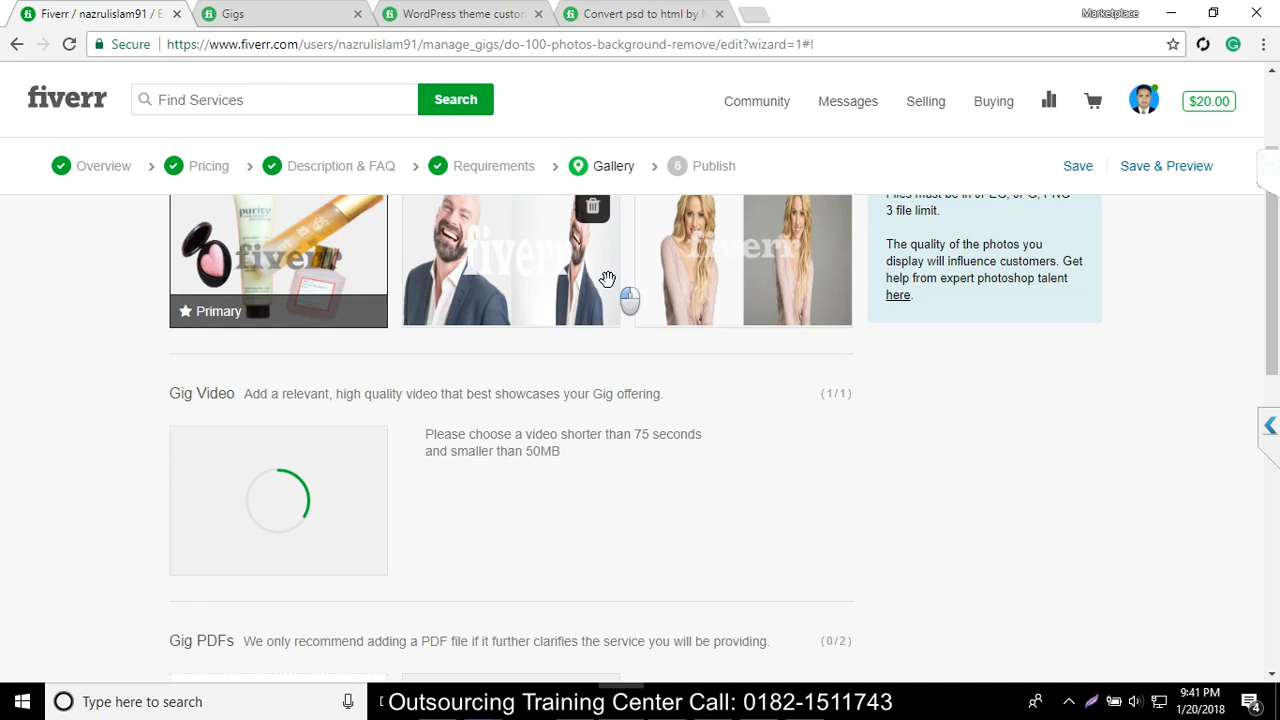 Fiverr / nazrulislam91 / E
Gigs
WordPress theme custom
Convert psd to html by N
Marketplace
Secure
https://www.fiverr.com/users/nazrulislam91/manage_gigs/do-100-photos-background-remove/edit?wizard=1#!
fiverr
Find Services
Search
Community
Messages
Selling
Buying
$20.00
Overview
Pricing
Description & FAQ
Requirements
Gallery
6 Publish
Save
Save & Preview
purity
fiverr
fiverr
fiverr
Primary
3 file limit.
The quality of the photos you
display will influence customers. Get
help from expert photoshop talent
here.
Gig Video Add a relevant, high quality video that best showcases your Gig offering. (1/1)
Please choose a video shorter than 75 seconds
and smaller than 50MB
Gig PDFs We only recommend adding a PDF file if it further clarifies the service you will be providing. (0/2)
Type here to search
Outsourcing Training Center Call: 0182-1511743
9:41 PM
1/20/2018
4